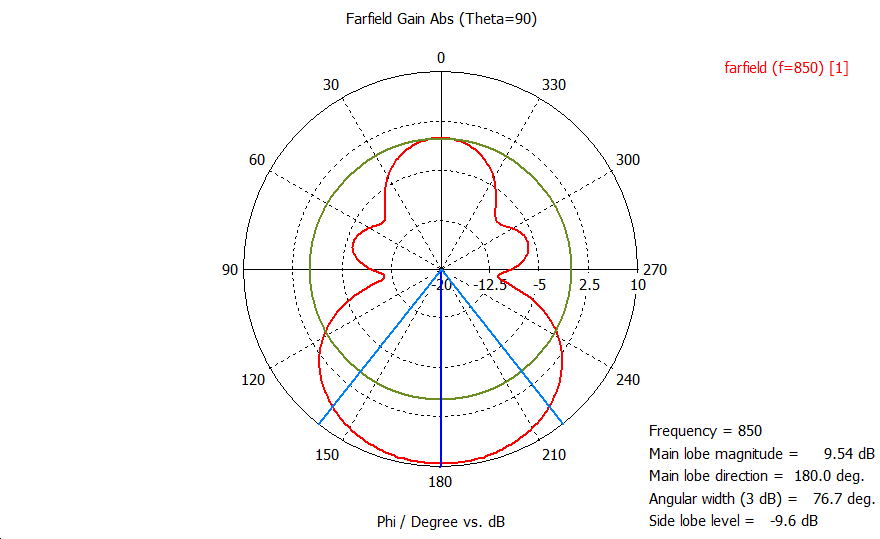 Farfield Gain Abs (Theta=90)
farfield (f=850) [1]
0
30
330
60
300
90
-20
-12.5
-5
2.5
10
270
120
240
150
210
180
Frequency = 850
Main lobe magnitude = 9.54 dB
Main lobe direction = 180.0 deg.
Angular width (3 dB) = 76.7 deg.
Side lobe level = -9.6 dB
Phi / Degree vs. dB